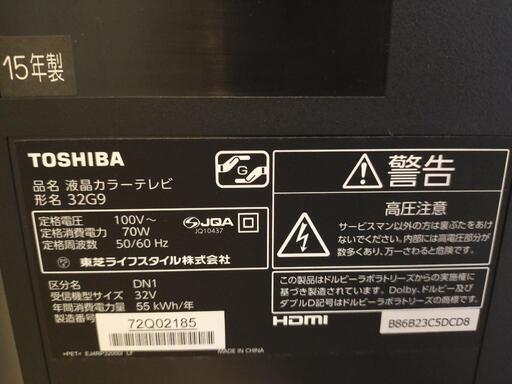 15年製
TOSHIBA
品名 液晶カラーテレビ
形名 32G9
定格電圧 100V～
定格消費電力 70W
定格周波数 50/60 Hz
JQA
JQ10437
東芝ライフスタイル株式会社
区分名 DN1
受信機型サイズ 32V
年間消費電力量 55 kWh/年
製造番号
72Q02185
>PET< EJ4RP32000I LF
MADE IN CHINA
G
警告
高圧注意
サービスマン以外の方は裏ぶたをあけ
ないでください。内部には高電圧部分が
数多くあり、万一さわると危険です。
この製品はドルビーラボラトリーズからの実施権に
基づき製造されています。Dolby、ドルビー及び
ダブルD記号はドルビーラボラトリーズの商標です。
HDMI
B86B23C5DCD8